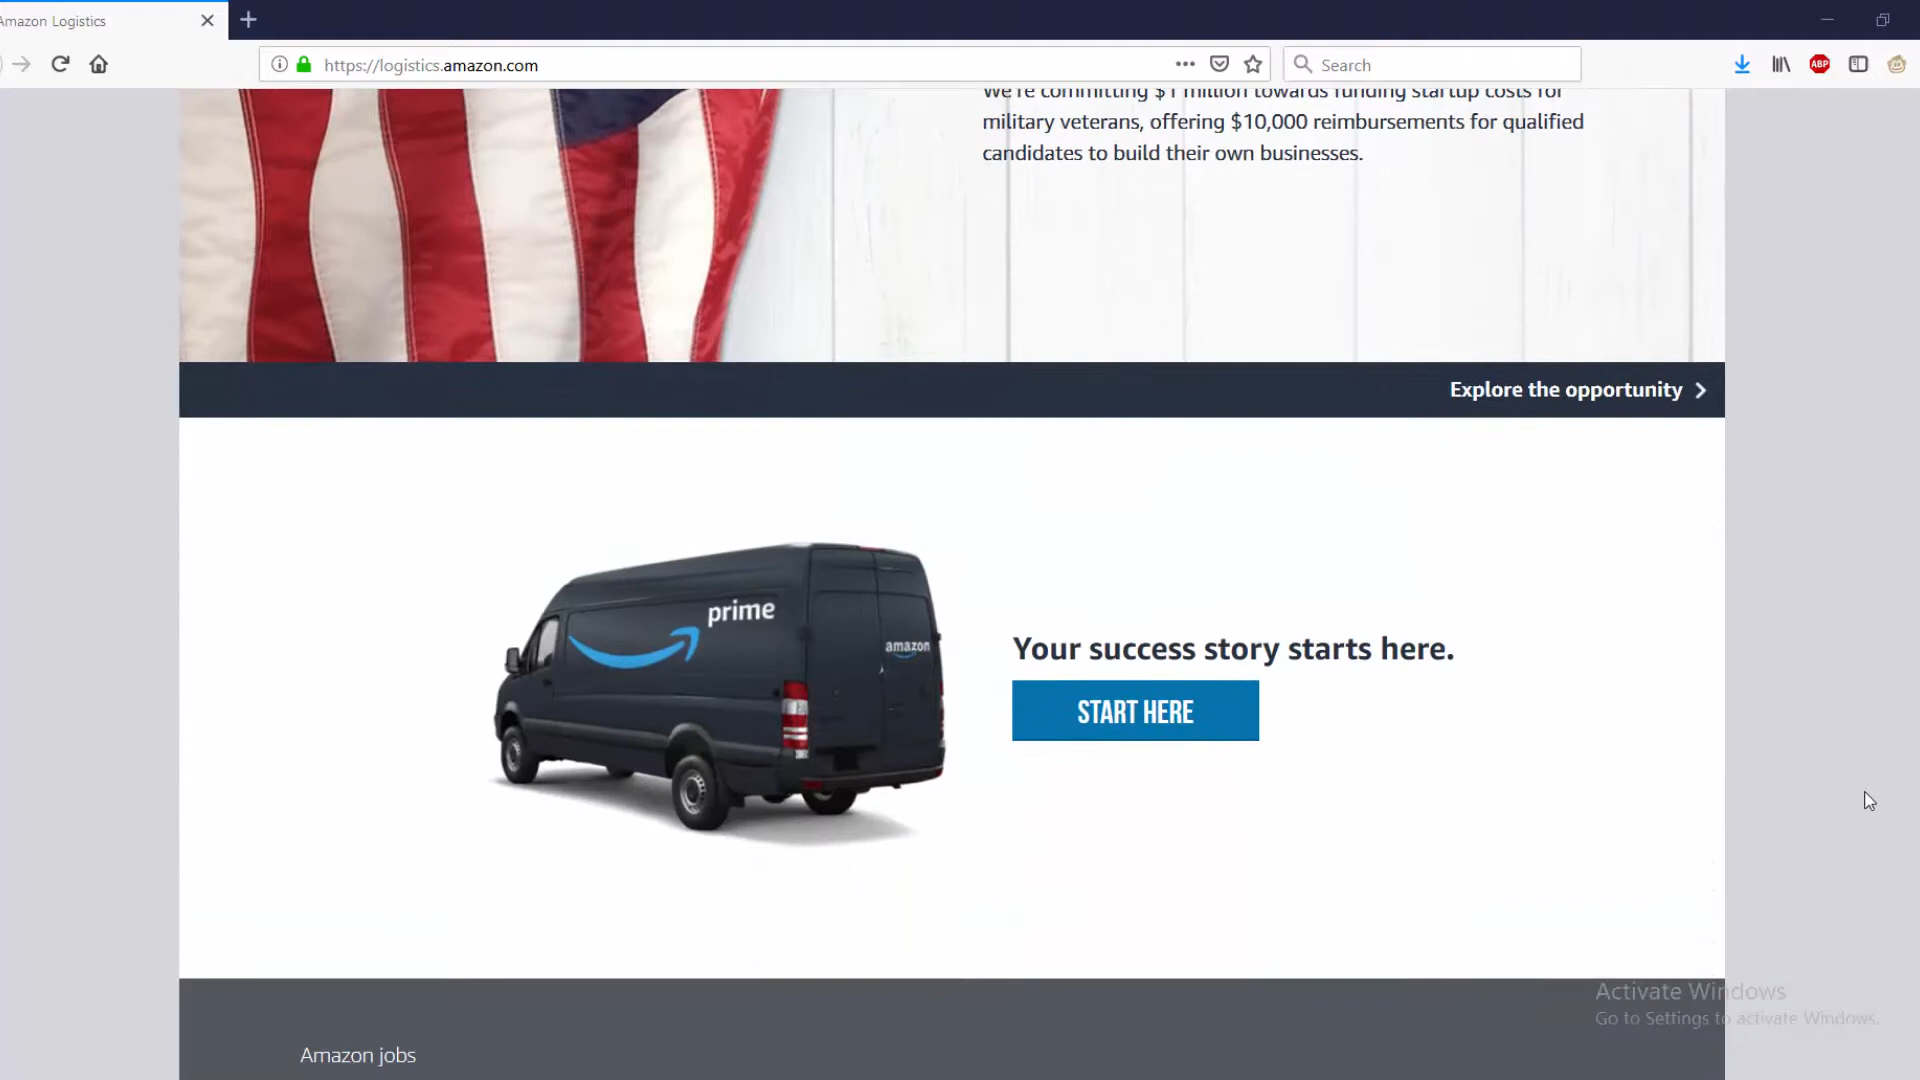 Amazon Logistics
https://logistics.amazon.com
Search
ABP
We're committing $1 million towards funding startup costs for
military veterans, offering $10,000 reimbursements for qualified
candidates to build their own businesses.
Explore the opportunity
prime
amazon
Your success story starts here.
START HERE
Activate Windows
Go to Settings to activate Windows.
Amazon jobs